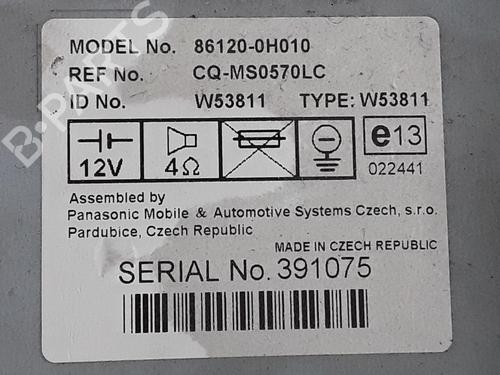 MODEL No. 86120-0H010
REF No. CQ-MS0570LC
ID No. W53811 TYPE: W53811
12V
4Ω
e13
022441
Assembled by
Panasonic Mobile & Automotive Systems Czech, s.r.o.
Pardubice, Czech Republic
MADE IN CZECH REPUBLIC
SERIAL No. 391075
B-PARTS